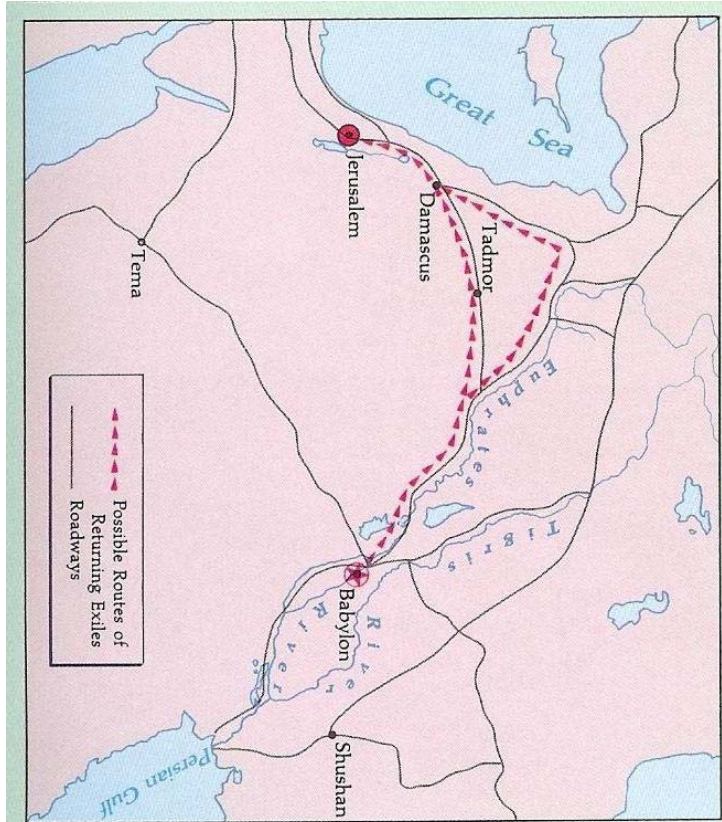 Great Sea
Jerusalem
Damascus
Tadmor
Tema
Euphrates
River
Tigris
River
Babylon
Shushan
Persian Gulf
Possible Routes of
Returning Exiles
Roadways